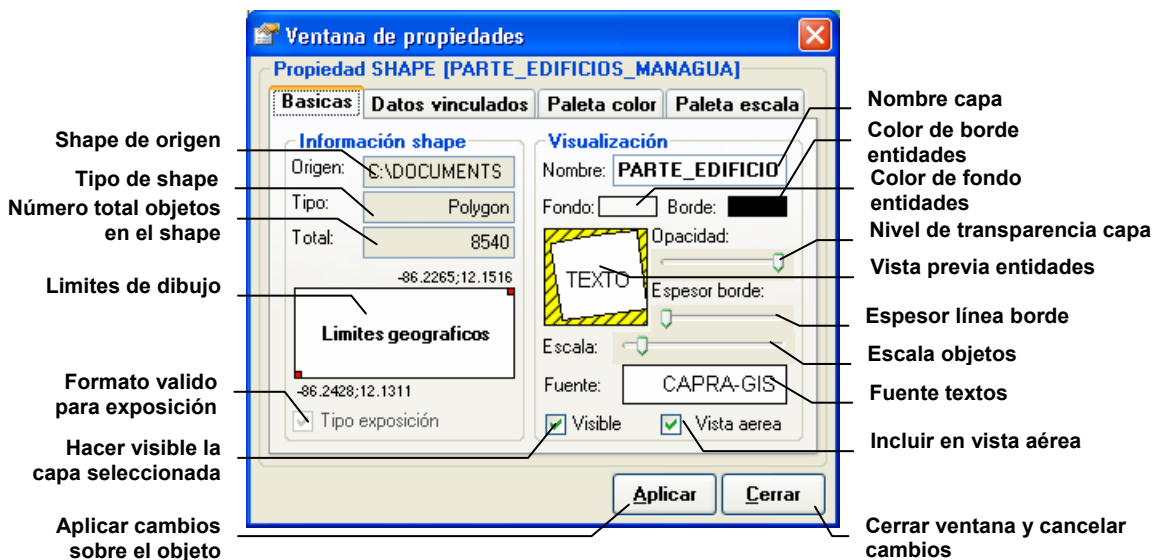 Ventana de propiedades
Propiedad SHAPE [PARTE_EDIFICIOS_MANAGUA]
Basicas
Datos vinculados
Paleta color
Paleta escala
Información shape
Origen: C:\DOCUMENTS
Tipo: Polygon
Total: 8540
-86.2265;12.1516
Limites geograficos
-86.2428;12.1311
Tipo exposición
Visualización
Nombre: PARTE_EDIFICIO
Fondo: Borde:
Opacidad:
TEXTO
Espesor borde:
Escala:
Fuente: CAPRA-GIS
Visible
Vista aerea
Aplicar
Cerrar
Shape de origen
Tipo de shape
Número total objetos
en el shape
Limites de dibujo
Formato valido
para exposición
Hacer visible la
capa seleccionada
Aplicar cambios
sobre el objeto
Nombre capa
Color de borde
entidades
Color de fondo
entidades
Nivel de transparencia capa
Vista previa entidades
Espesor línea borde
Escala objetos
Fuente textos
Incluir en vista aérea
Cerrar ventana y cancelar
cambios